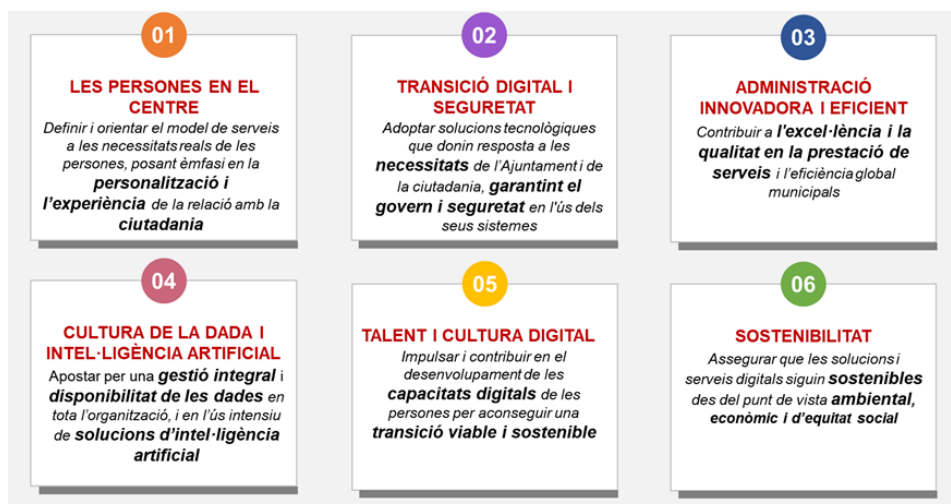 01
LES PERSONES EN EL
CENTRE
Definir i orientar el model de serveis
a les necessitats reals de les
persones, posant èmfasi en la
personalització i
l'experiència de la relació amb la
ciutadania
02
TRANSICIÓ DIGITAL I
SEGURETAT
Adoptar solucions tecnològiques
que donin resposta a les
necessitats de l'Ajuntament i de
la ciutadania, garantint el
govern i seguretat en l'ús dels
seus sistemes
03
ADMINISTRACIÓ
INNOVADORA I EFICIENT
Contribuir a l'excel·lència i la
qualitat en la prestació de
serveis i l'eficiència global
municipals
04
CULTURA DE LA DADA I
INTEL·LIGÈNCIA ARTIFICIAL
Apostar per una gestió integral i
disponibilitat de les dades en
tota l'organització, i en l'ús intensiu
de solucions d'intel·ligència
artificial
05
TALENT I CULTURA DIGITAL
Impulsar i contribuir en el
desenvolupament de les
capacitats digitals de les
persones per aconseguir una
transició viable i sostenible
06
SOSTENIBILITAT
Assegurar que les solucions i
serveis digitals siguin sostenibles
des del punt de vista ambiental,
econòmic i d'equitat social